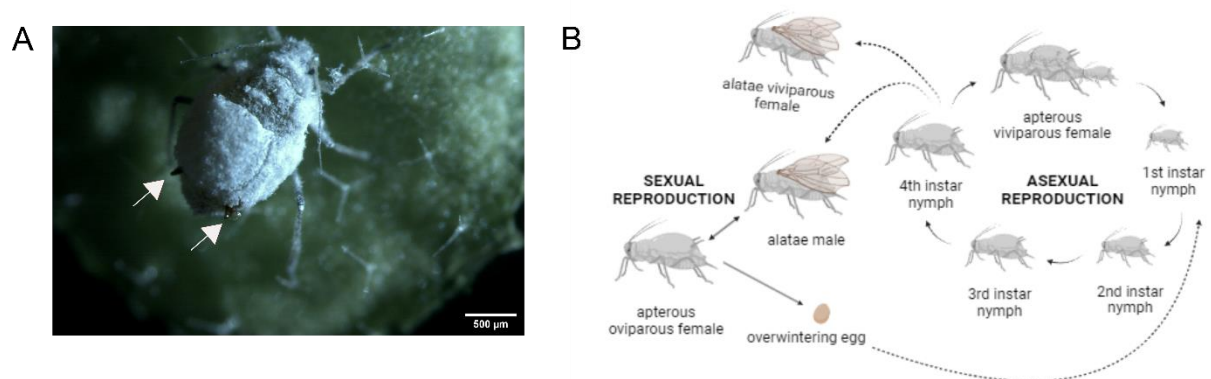 A
500 µm
B
alatae viviparous
female
apterous
viviparous female
1st instar
nymph
4th instar
nymph
ASEXUAL
REPRODUCTION
SEXUAL
REPRODUCTION
alatae male
3rd instar
nymph
2nd instar
nymph
apterous
oviparous female
overwintering egg